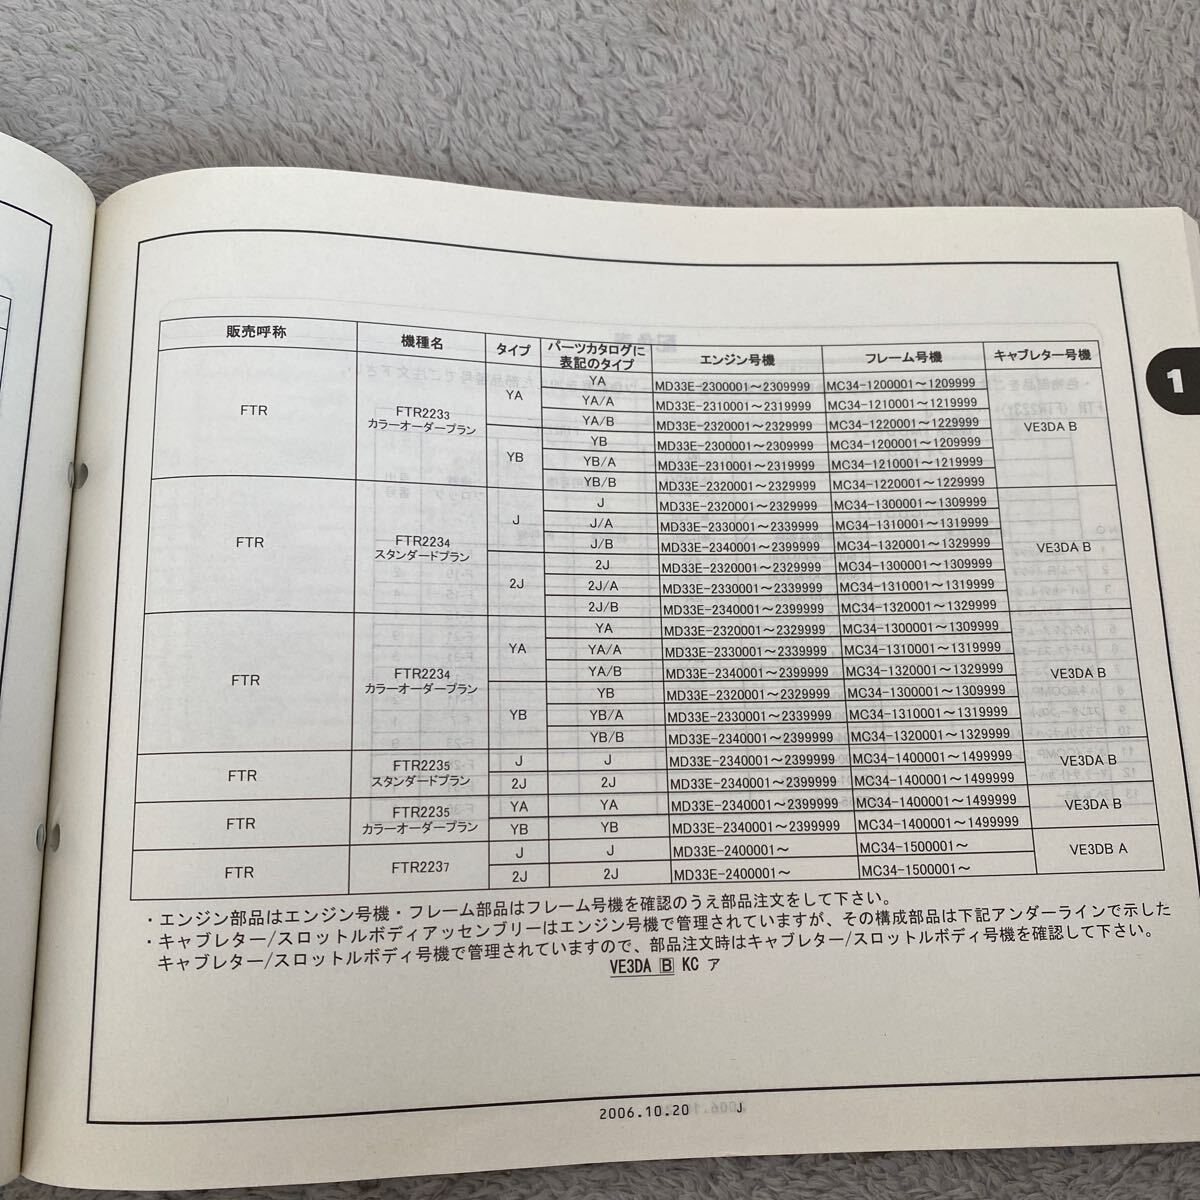 販売呼称 機種名 タイプ パーツカタログに表記のタイプ エンジン号機 フレーム号機 キャブレター号機
FTR FTR2233 カラーオーダープラン YA YA MD33E-2300001～2309999 MC34-1200001～1209999 VE3DA B
YA/A MD33E-2310001～2319999 MC34-1210001～1219999
YA/B MD33E-2320001～2329999 MC34-1220001～1229999
YB YB MD33E-2300001～2309999 MC34-1200001～1209999
YB/A MD33E-2310001～2319999 MC34-1210001～1219999
YB/B MD33E-2320001～2329999 MC34-1220001～1229999
FTR FTR2234 スタンダードプラン J J MD33E-2320001～2329999 MC34-1300001～1309999 VE3DA B
J/A MD33E-2330001～2339999 MC34-1310001～1319999
J/B MD33E-2340001～2399999 MC34-1320001～1329999
2J 2J MD33E-2320001～2329999 MC34-1300001～1309999
2J/A MD33E-2330001～2339999 MC34-1310001～1319999
2J/B MD33E-2340001～2399999 MC34-1320001～1329999
FTR FTR2234 カラーオーダープラン YA YA MD33E-2320001～2329999 MC34-1300001～1309999 VE3DA B
YA/A MD33E-2330001～2339999 MC34-1310001～1319999
YA/B MD33E-2340001～2399999 MC34-1320001～1329999
YB YB MD33E-2320001～2329999 MC34-1300001～1309999
YB/A MD33E-2330001～2339999 MC34-1310001～1319999
YB/B MD33E-2340001～2399999 MC34-1320001～1329999
FTR FTR2235 スタンダードプラン J J MD33E-2340001～2399999 MC34-1400001～1499999 VE3DA B
2J 2J MD33E-2340001～2399999 MC34-1400001～1499999
FTR FTR2235 カラーオーダープラン YA YA MD33E-2340001～2399999 MC34-1400001～1499999 VE3DA B
YB YB MD33E-2340001～2399999 MC34-1400001～1499999
FTR FTR2237 J J MD33E-2400001～ MC34-1500001～ VE3DB A
2J 2J MD33E-2400001～ MC34-1500001～
・エンジン部品はエンジン号機・フレーム部品はフレーム号機を確認のうえ部品注文をして下さい。
・キャブレター/スロットルボディアッセンブリーはエンジン号機で管理されていますが、その構成部品は下記アンダーラインで示した
キャブレター/スロットルボディ号機で管理されていますので、部品注文時はキャブレター/スロットルボディ号機を確認して下さい。
VE3DA B KC ア
2006.10.20 J
1